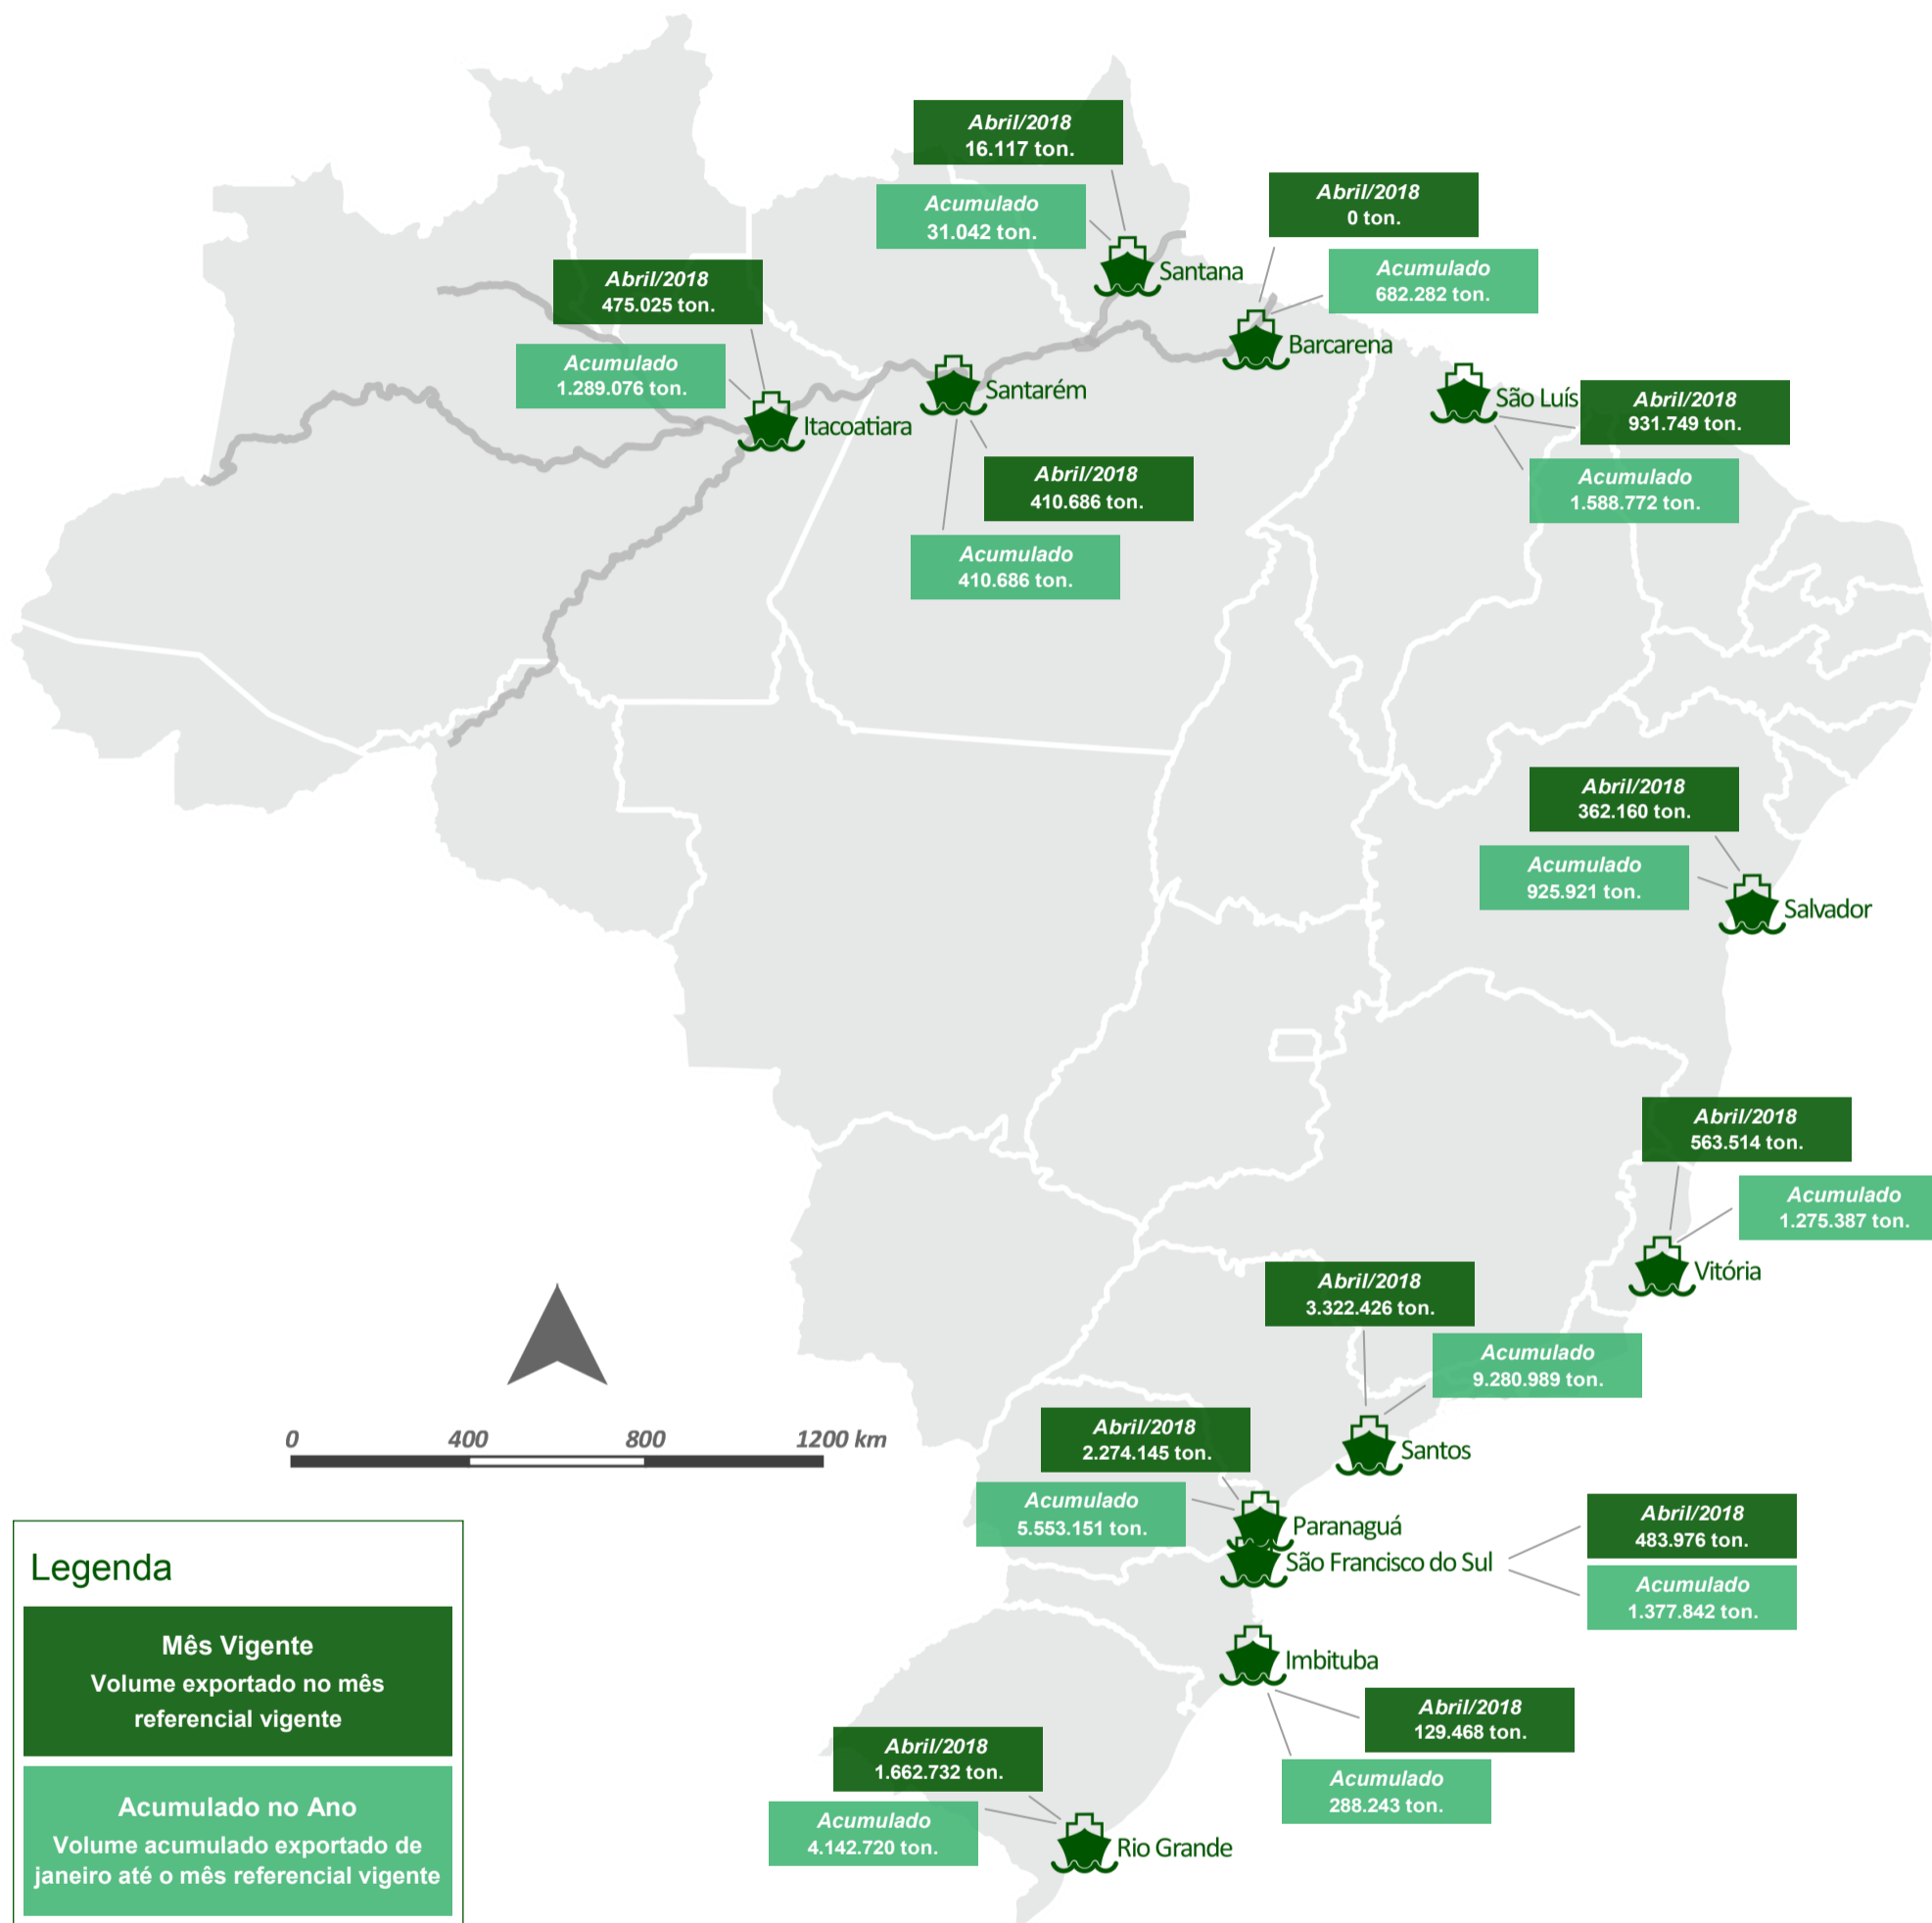 Abril/2018
16.117 ton.
Acumulado
31.042 ton.
Santana
Abril/2018
0 ton.
Acumulado
682.282 ton.
Barcarena
Abril/2018
475.025 ton.
Acumulado
1.289.076 ton.
Itacoatiara
Santarém
Abril/2018
410.686 ton.
Acumulado
410.686 ton.
São Luís
Abril/2018
931.749 ton.
Acumulado
1.588.772 ton.
Abril/2018
362.160 ton.
Acumulado
925.921 ton.
Salvador
Abril/2018
563.514 ton.
Acumulado
1.275.387 ton.
Vitória
Abril/2018
3.322.426 ton.
Acumulado
9.280.989 ton.
Santos
Abril/2018
2.274.145 ton.
Acumulado
5.553.151 ton.
Paranaguá
São Francisco do Sul
Abril/2018
483.976 ton.
Acumulado
1.377.842 ton.
Imbituba
Abril/2018
129.468 ton.
Acumulado
288.243 ton.
Abril/2018
1.662.732 ton.
Acumulado
4.142.720 ton.
Rio Grande
0 400 800 1200 km
Legenda
Mês Vigente
Volume exportado no mês
referencial vigente
Acumulado no Ano
Volume acumulado exportado de
janeiro até o mês referencial vigente